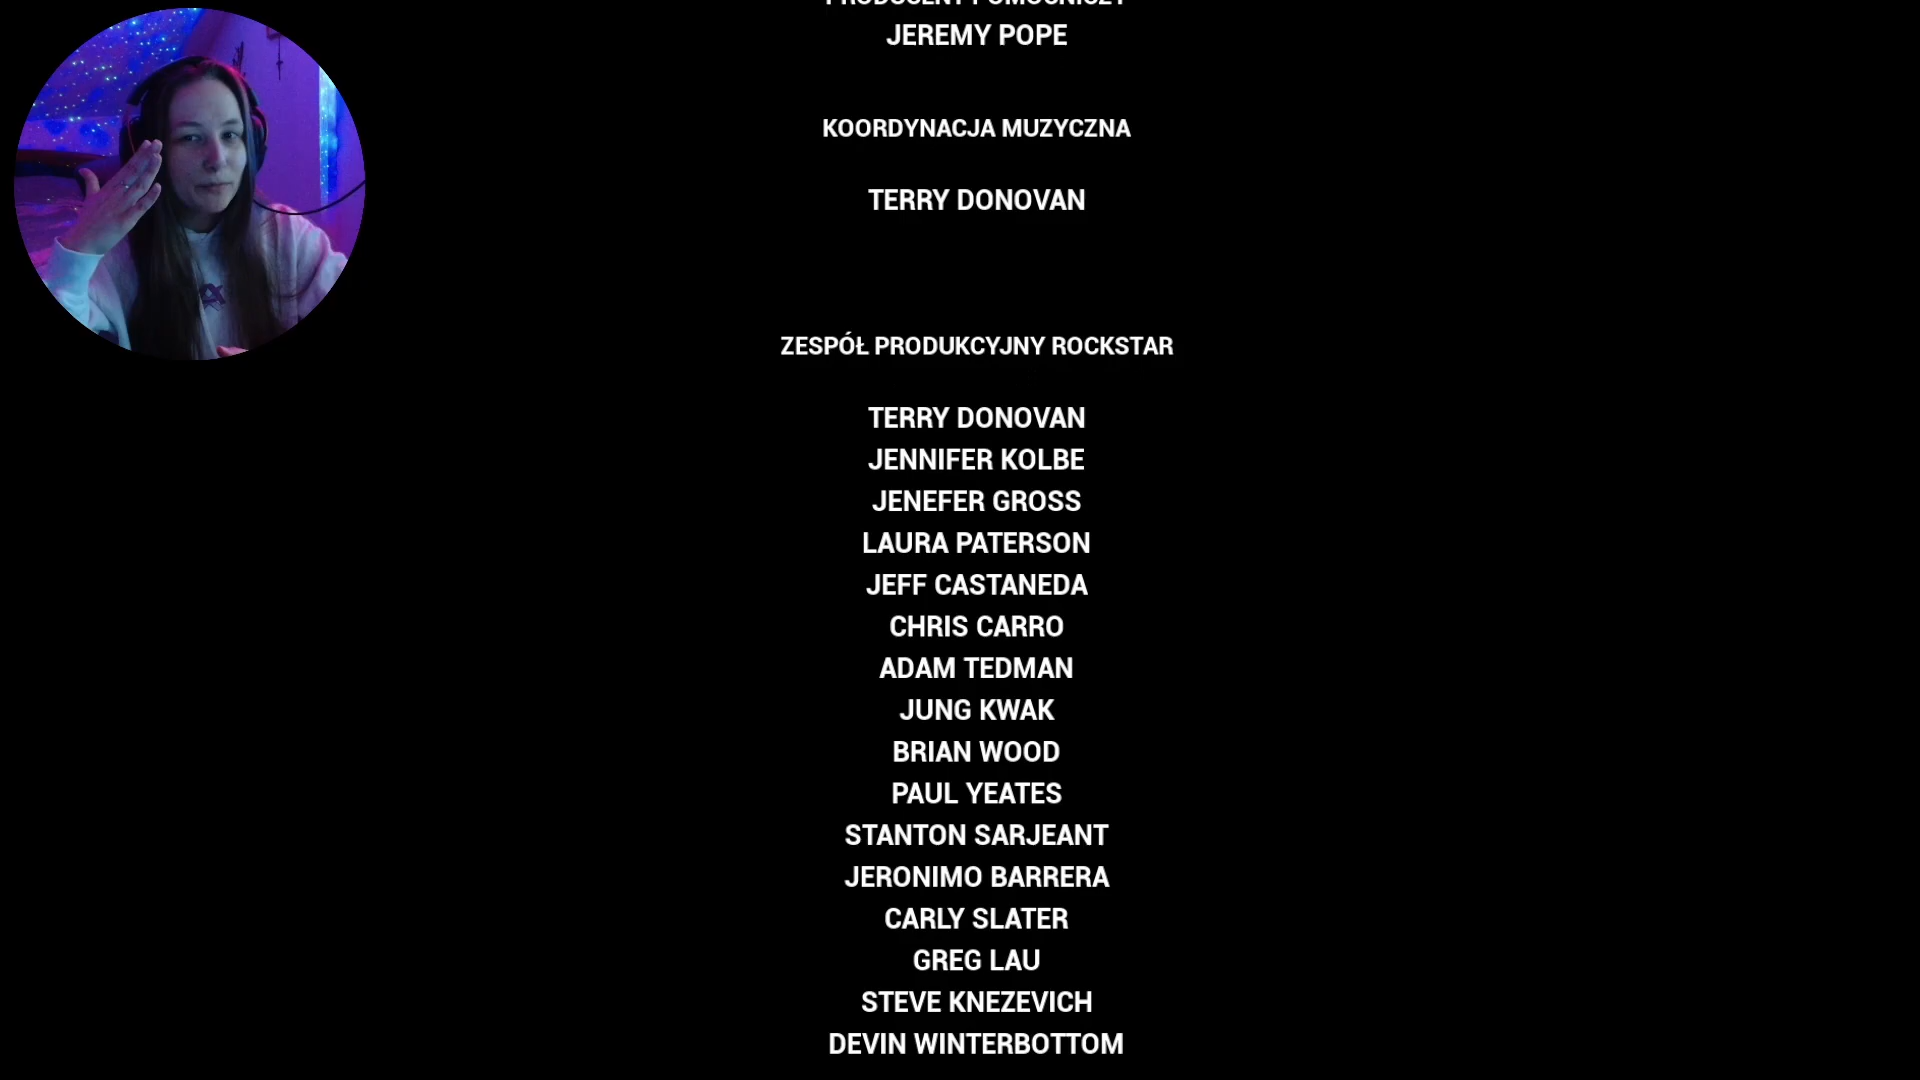 PRODUCENT POMOCNICZY
JEREMY POPE
KOORDYNACJA MUZYCZNA
TERRY DONOVAN
ZESPÓŁ PRODUKCYJNY ROCKSTAR
TERRY DONOVAN
JENNIFER KOLBE
JENEFER GROSS
LAURA PATERSON
JEFF CASTANEDA
CHRIS CARRO
ADAM TEDMAN
JUNG KWAK
BRIAN WOOD
PAUL YEATES
STANTON SARJEANT
JERONIMO BARRERA
CARLY SLATER
GREG LAU
STEVE KNEZEVICH
DEVIN WINTERBOTTOM